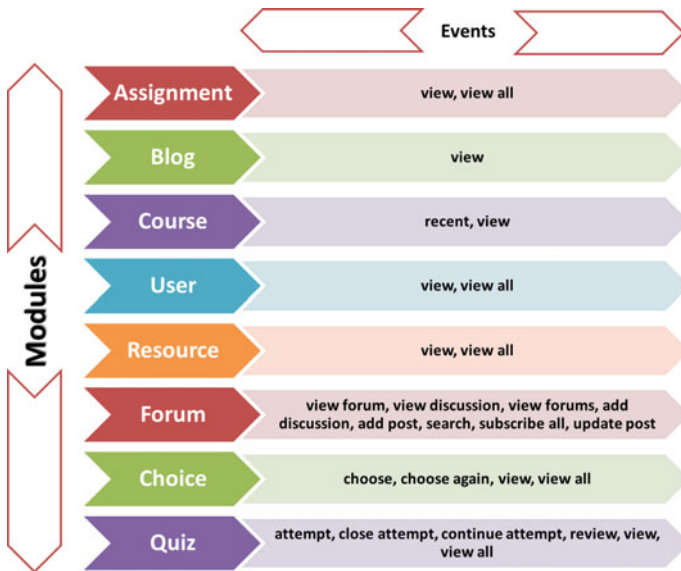 Events
Modules
Assignment
view, view all
Blog
view
Course
recent, view
User
view, view all
Resource
view, view all
Forum
view forum, view discussion, view forums, add
discussion, add post, search, subscribe all, update post
Choice
choose, choose again, view, view all
Quiz
attempt, close attempt, continue attempt, review, view,
view all